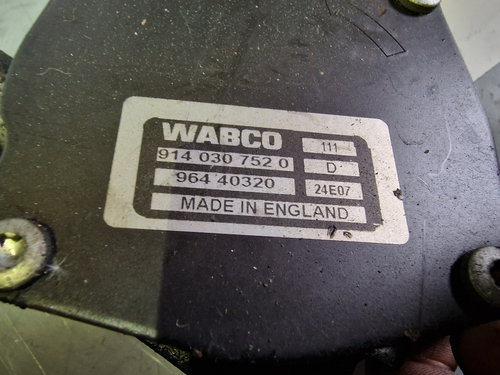 WABCO 111
914 030 752 0 D
964 40320 24E07
MADE IN ENGLAND